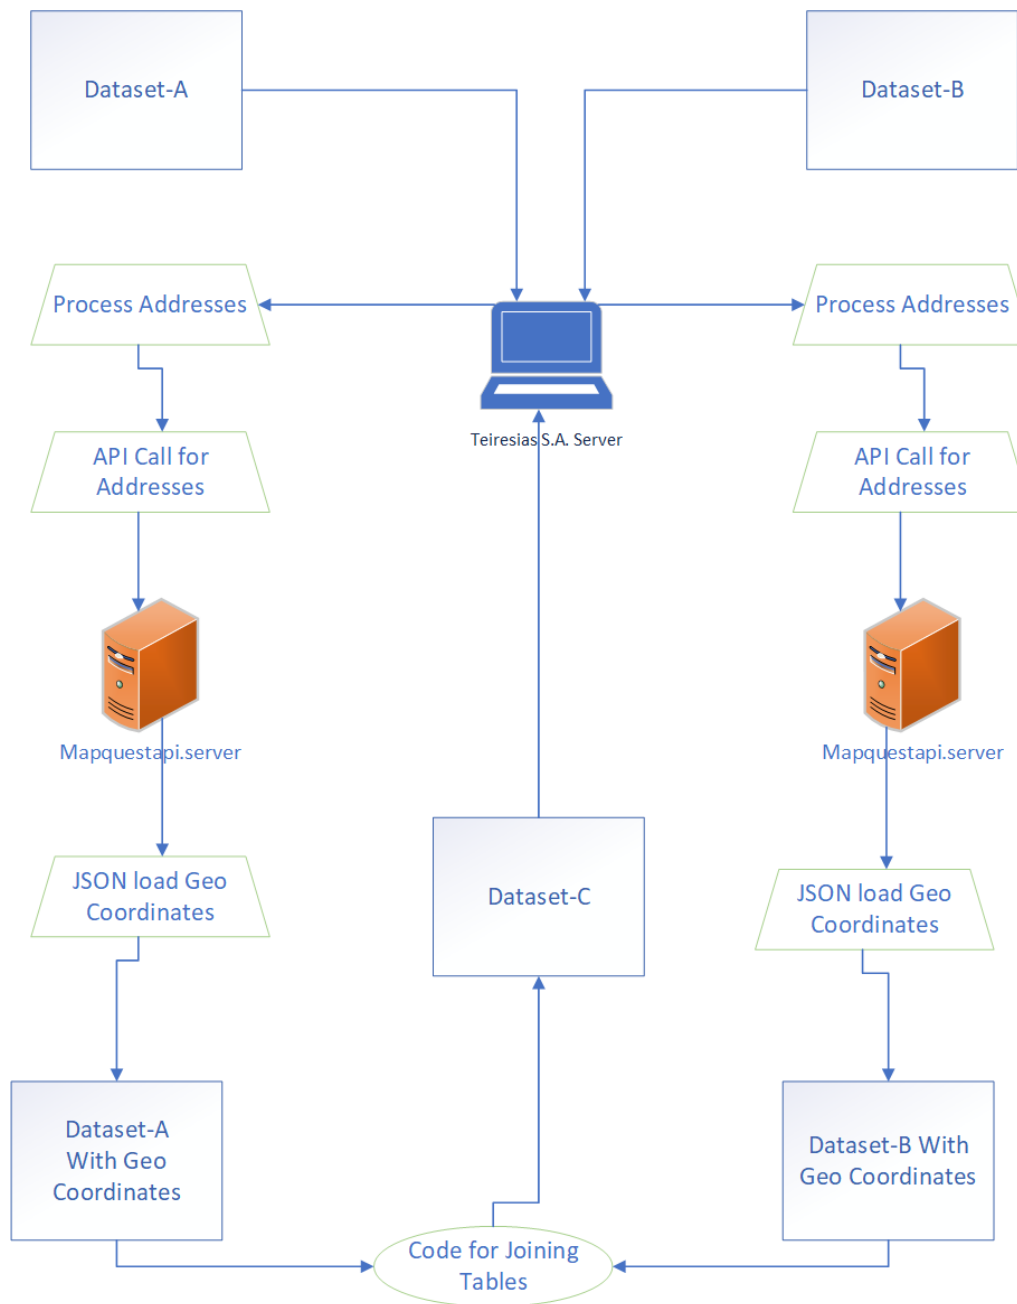 Dataset-A
Dataset-B
Process Addresses
Process Addresses
Teiresias S.A. Server
API Call for
Addresses
API Call for
Addresses
Mapquestapi.server
Mapquestapi.server
JSON load Geo
Coordinates
Dataset-C
JSON load Geo
Coordinates
Dataset-A
With Geo
Coordinates
Dataset-B With
Geo Coordinates
Code for Joining
Tables